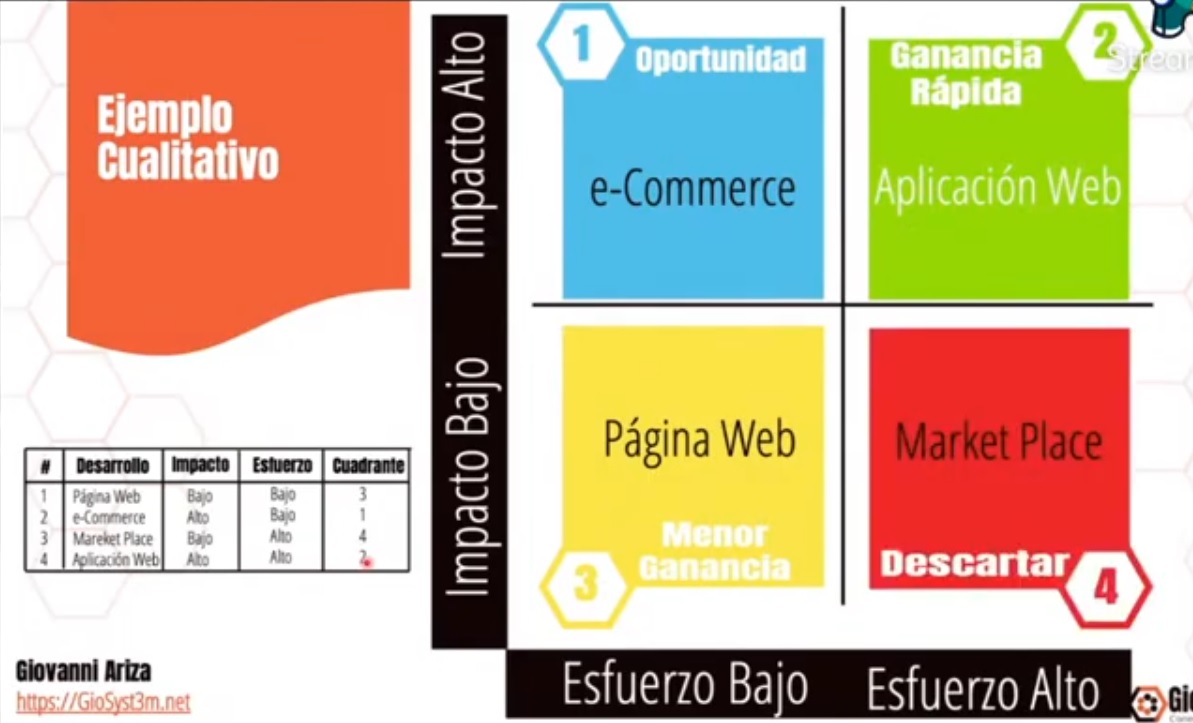 Ejemplo
Cualitativo
Impacto Alto
Impacto Bajo
1
Oportunidad
e-Commerce
2
Ganancia
Rápida
Aplicación Web
Página Web
Menor
Ganancia
3
Market Place
Descartar
4
Esfuerzo Bajo
Esfuerzo Alto
# Desarrollo Impacto Esfuerzo Cuadrante
1 Página Web Bajo Bajo 3
2 e-Commerce Alto Bajo 1
3 Mareket Place Bajo Alto 4
4 Aplicación Web Alto Alto 2
Giovanni Ariza
https://GioSyst3m.net